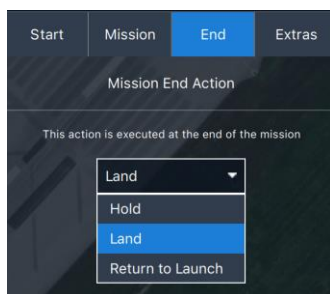 Start Mission End Extras
Mission End Action
This action is executed at the end of the mission
Land
Hold
Land
Return to Launch